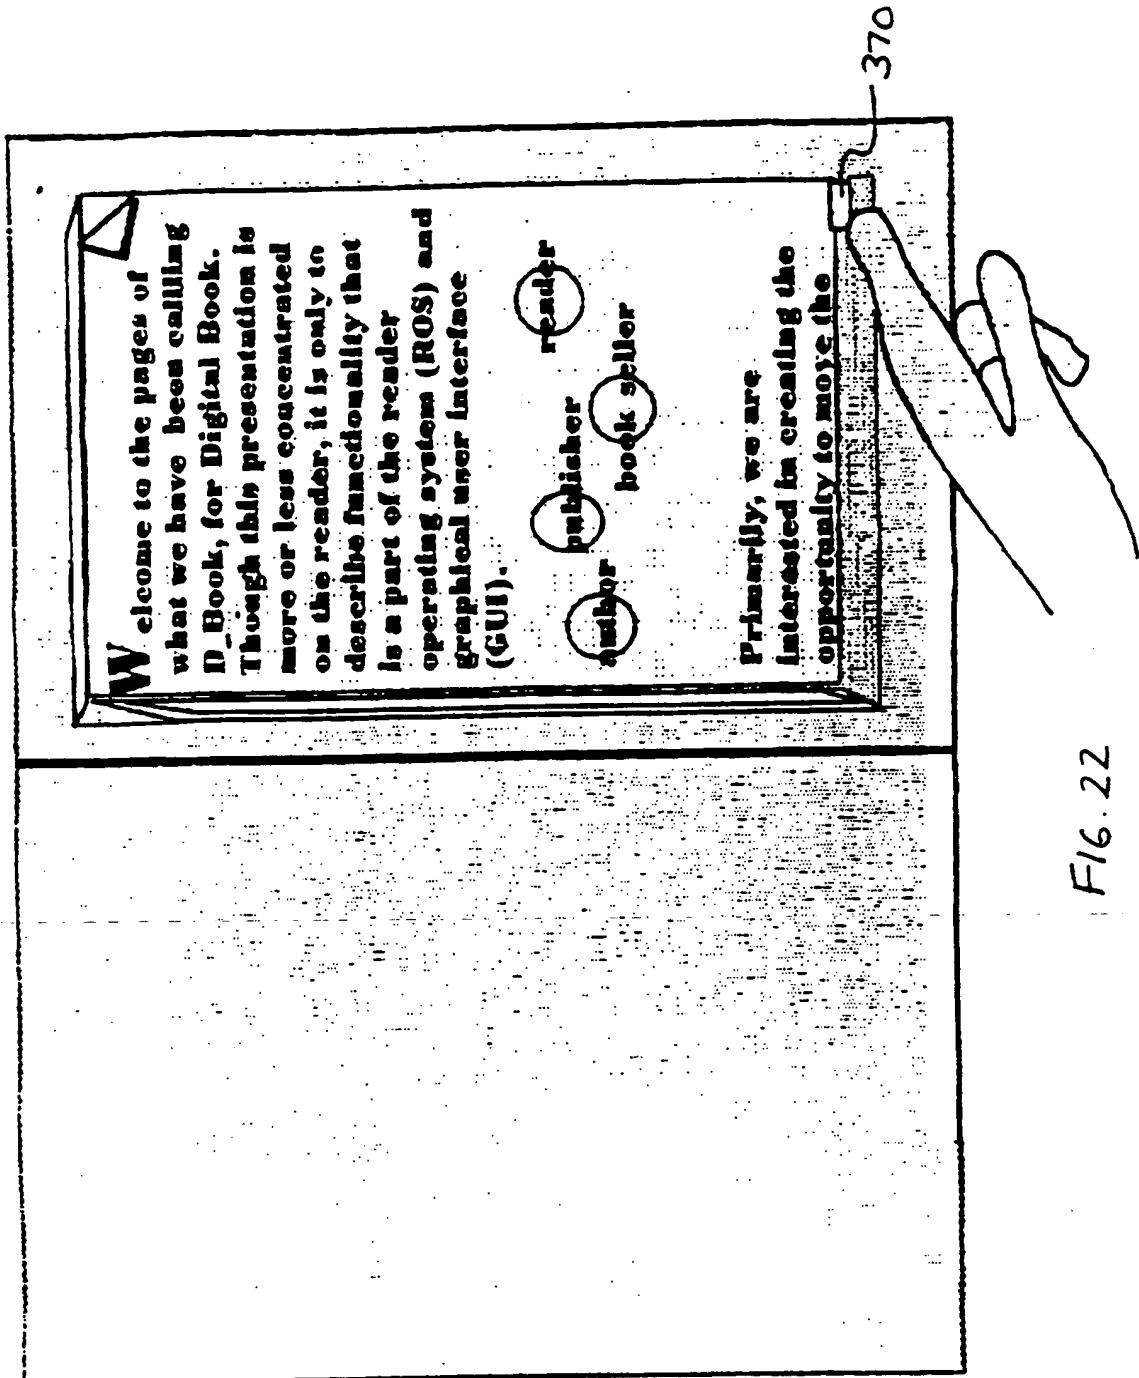 Welcome to the pages of
what we have been callling
D_Book, for Digital Book.
Though this presentation is
more or less concentrated
on the reader, it is only to
describe functionality that
is a part of the reader
operating system (ROS) and
graphical user interface
(GUI).
author publisher book seller reader
Primarily, we are
interested in creating the
opportunity to move the
370
FIG. 22